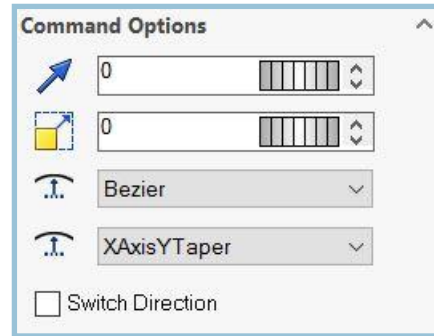 Command Options
0
0
Bezier
XAxisYTaper
Switch Direction